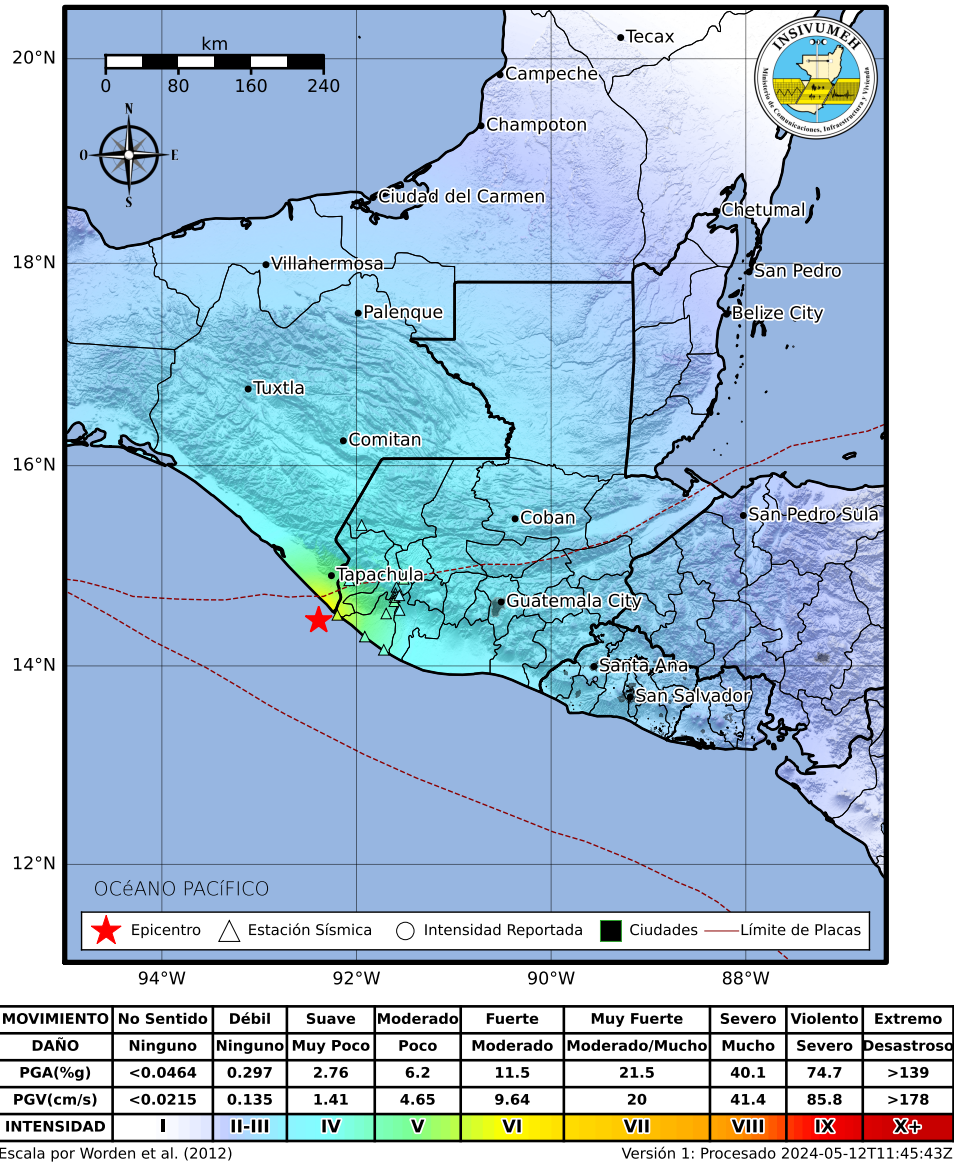 km
0 80 160 240
N
O E
S
INSIVUMEH
Ministerio de Comunicaciones, Infraestructura y Vivienda
20°N
18°N
16°N
14°N
12°N
Tecax
Campeche
Champoton
Ciudad del Carmen
Chetumal
Villahermosa
San Pedro
Palenque
Belize City
Tuxtla
Comitan
Coban
San Pedro Sula
Tapachula
Guatemala City
Santa Ana
San Salvador
OCéANO PACíFICO
Epicentro Estación Sísmica Intensidad Reportada Ciudades Límite de Placas
94°W 92°W 90°W 88°W
MOVIMIENTO No Sentido Débil Suave Moderado Fuerte Muy Fuerte Severo Violento Extremo
DAÑO Ninguno Ninguno Muy Poco Poco Moderado Moderado/Mucho Mucho Severo Desastroso
PGA(%g) <0.0464 0.297 2.76 6.2 11.5 21.5 40.1 74.7 >139
PGV(cm/s) <0.0215 0.135 1.41 4.65 9.64 20 41.4 85.8 >178
INTENSIDAD I II-III IV V VI VII VIII IX X+
Escala por Worden et al. (2012) Versión 1: Procesado 2024-05-12T11:45:43Z